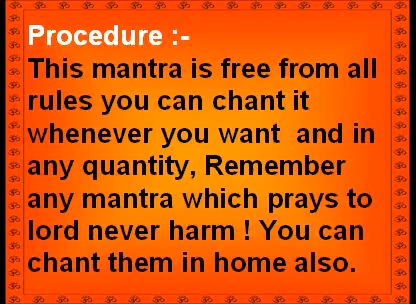 Procedure :-
This mantra is free from all
rules you can chant it
whenever you want  and in
any quantity, Remember
any mantra which prays to
lord never harm ! You can
chant them in home also.